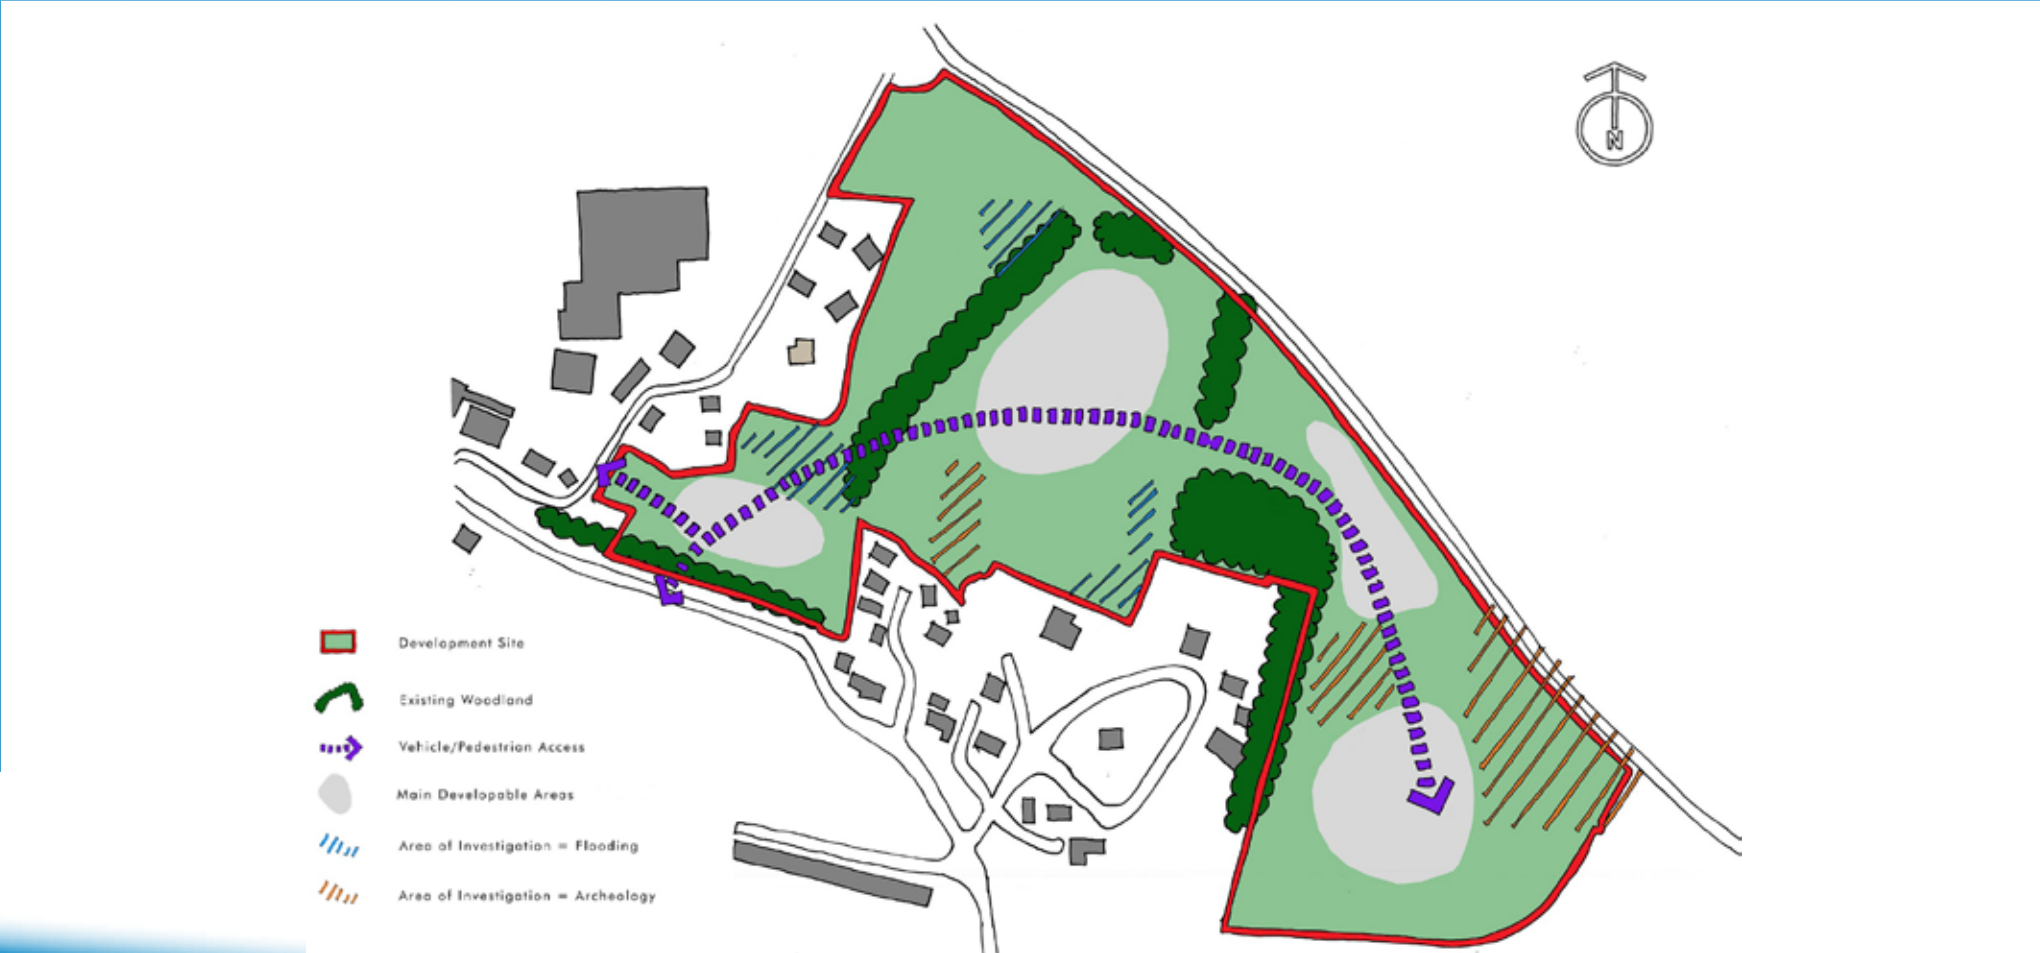 N
Development Site
Existing Woodland
Vehicle/Pedestrian Access
Main Developable Areas
Area of Investigation = Flooding
Area of Investigation = Archeology